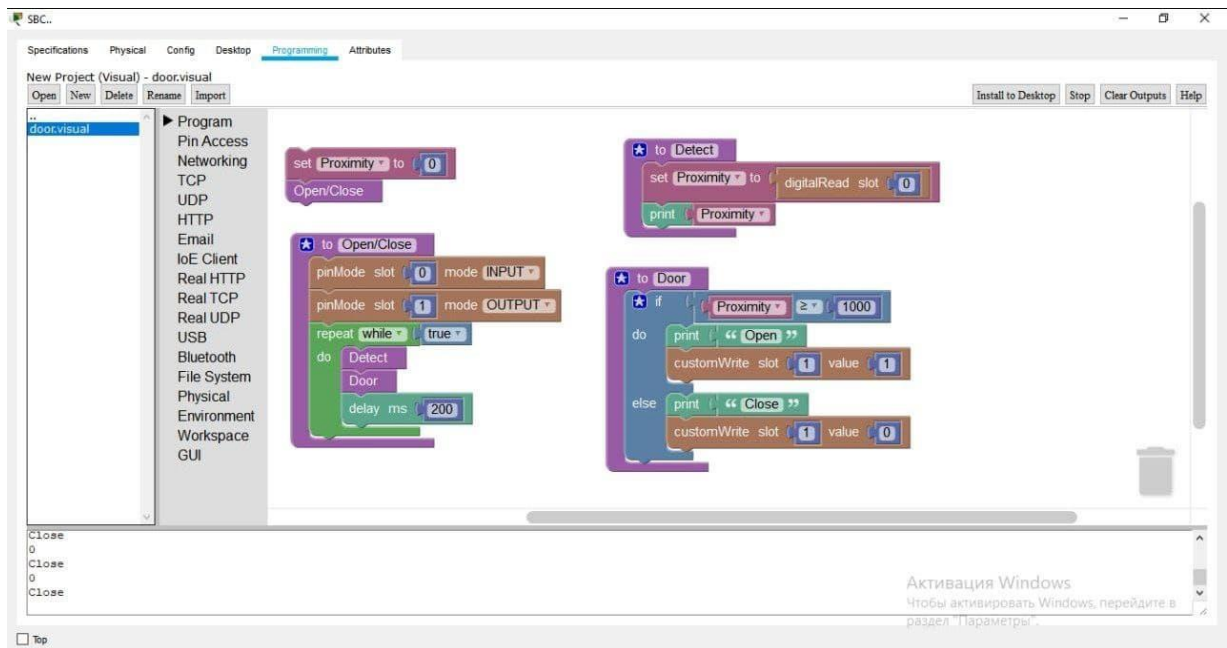 SBC..
Specifications Physical Config Desktop Programming Attributes
New Project (Visual) - door.visual
Open New Delete Rename Import Install to Desktop Stop Clear Outputs Help
..
door.visual
Program
Pin Access
Networking
TCP
UDP
HTTP
Email
IoE Client
Real HTTP
Real TCP
Real UDP
USB
Bluetooth
File System
Physical
Environment
Workspace
GUI
set Proximity to 0
Open/Close
to Open/Close
pinMode slot 0 mode INPUT
pinMode slot 1 mode OUTPUT
repeat while true
do Detect
Door
delay ms 200
to Detect
set Proximity to digitalRead slot 0
print Proximity
to Door
if Proximity ≥ 1000
do print “ Open ”
customWrite slot 1 value 1
else print “ Close ”
customWrite slot 1 value 0
Close
0
Close
0
Close
Активация Windows
Чтобы активировать Windows, перейдите в
раздел "Параметры".
Top